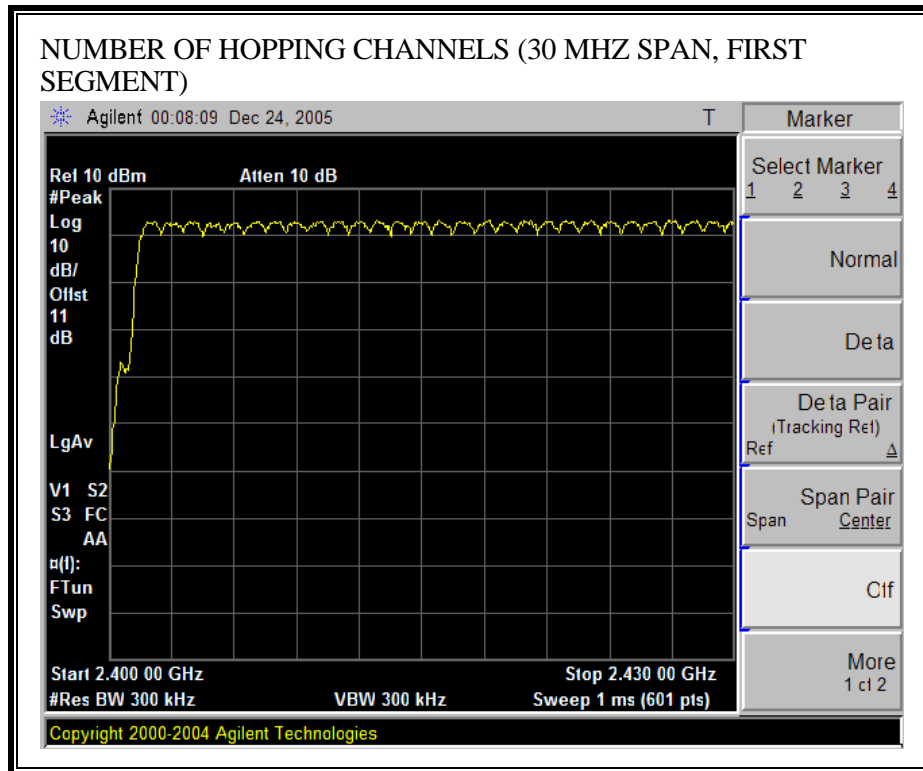 NUMBER OF HOPPING CHANNELS (30 MHZ SPAN, FIRST
SEGMENT)
Agilent 00:08:09 Dec 24, 2005 T
Marker
Ref 10 dBm Atten 10 dB
#Peak
Log
10
dB/
Offst
11
dB
LgAv
V1 S2
S3 FC
AA
¤(f):
FTun
Swp
Start 2.400 00 GHz Stop 2.430 00 GHz
#Res BW 300 kHz VBW 300 kHz Sweep 1 ms (601 pts)
Copyright 2000-2004 Agilent Technologies
Select Marker
1 2 3 4
Normal
Delta
Delta Pair
(Tracking Ref)
Ref Δ
Span Pair
Span Center
Off
More
1 of 2